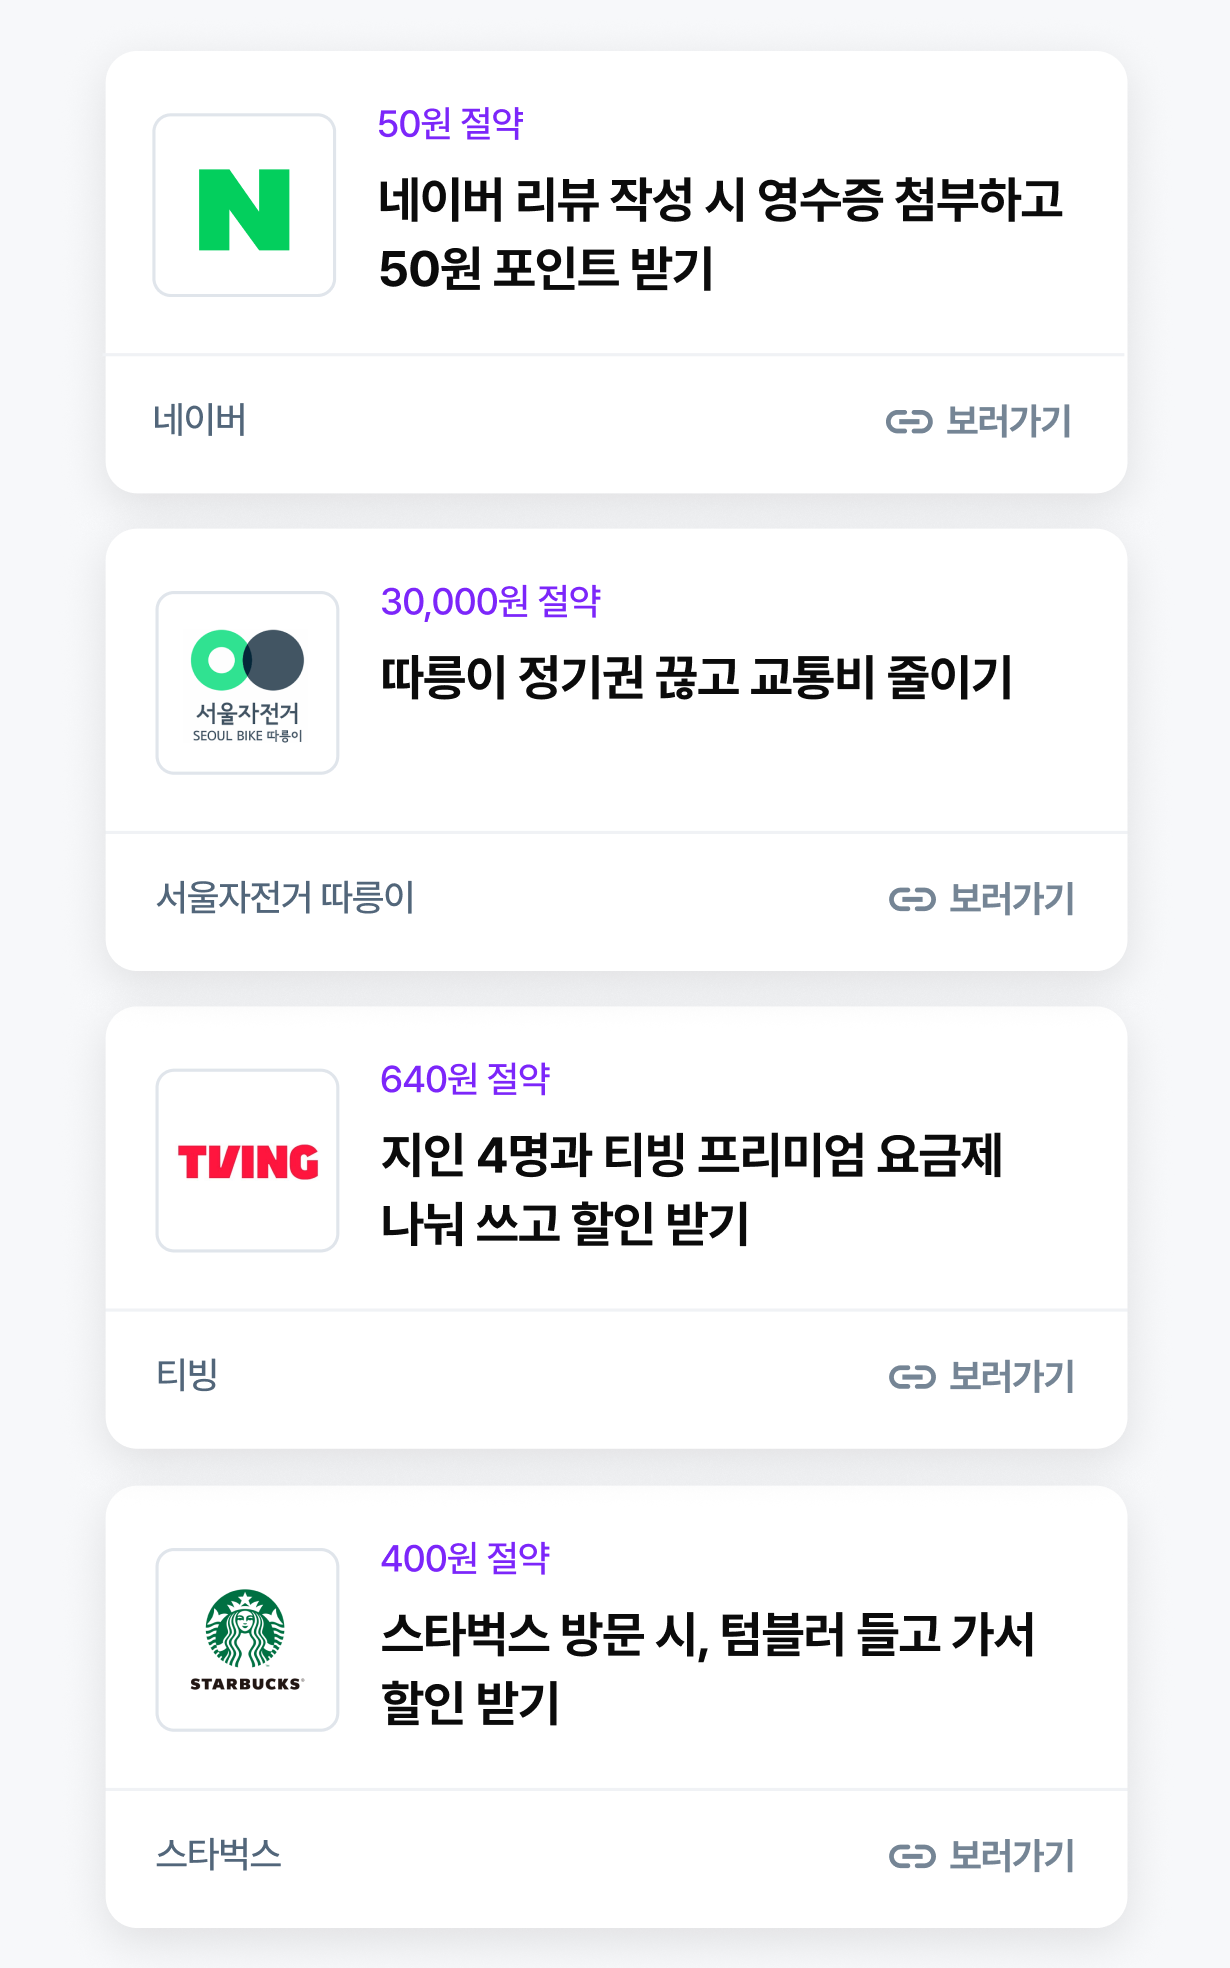 50원 절약
네이버 리뷰 작성 시 영수증 첨부하고
50원 포인트 받기
네이버
보러가기
30,000원 절약
따릉이 정기권 끊고 교통비 줄이기
서울자전거
SEOUL BIKE 따릉이
서울자전거 따릉이
보러가기
640원 절약
TVING
지인 4명과 티빙 프리미엄 요금제
나눠 쓰고 할인 받기
티빙
보러가기
400원 절약
스타벅스 방문 시, 텀블러 들고 가서
할인 받기
STARBUCKS
스타벅스
보러가기